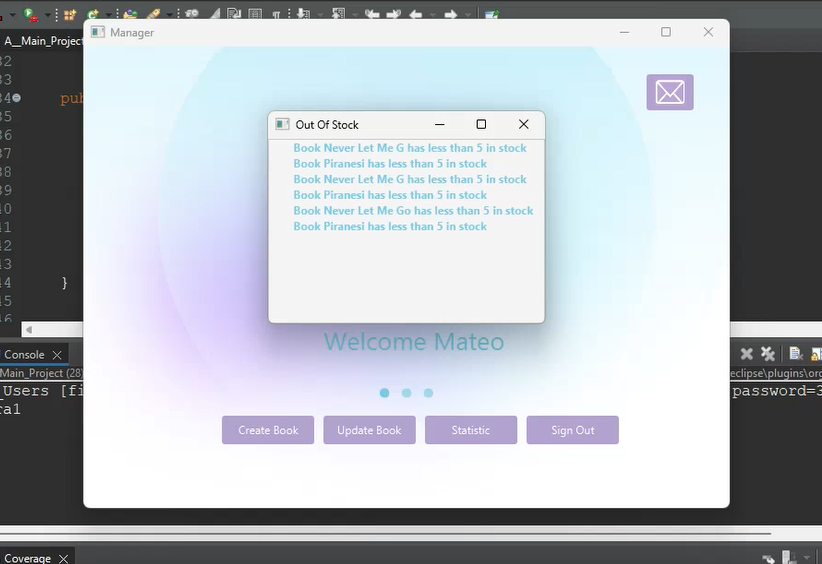 A__Main_Project
Manager
32
33
34
35
36
37
38
39
40
41
42
43
44
45
46
pub
}
Out Of Stock
Book Never Let Me G has less than 5 in stock
Book Piranesi has less than 5 in stock
Book Never Let Me G has less than 5 in stock
Book Piranesi has less than 5 in stock
Book Never Let Me Go has less than 5 in stock
Book Piranesi has less than 5 in stock
Welcome Mateo
Create Book
Update Book
Statistic
Sign Out
Console
Main_Project (28)
eclipse\plugins\org
_Users [fi
password=3
ra1
Coverage